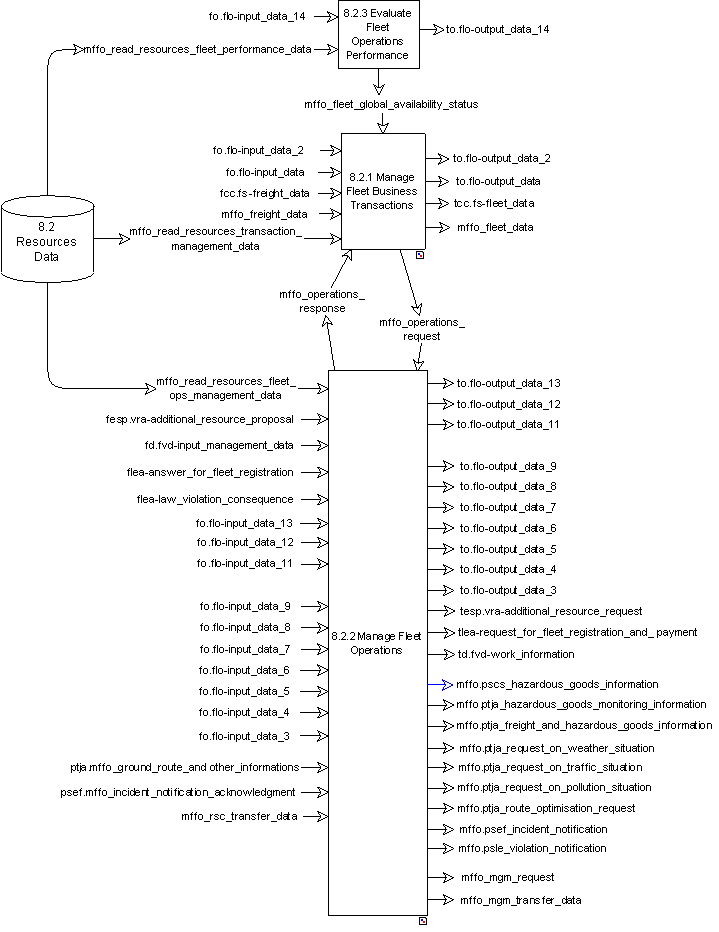 fo.flo-input_data_14
8.2.3 Evaluate
Fleet
Operations
Performance
to.flo-output_data_14
mffo_read_resources_fleet_performance_data
mffo_fleet_global_availability_status
fo.flo-input_data_2
fo.flo-input_data
fcc.fs-freight_data
mffo_freight_data
mffo_read_resources_transaction_
management_data
8.2.1 Manage
Fleet Business
Transactions
to.flo-output_data_2
to.flo-output_data
tcc.fs-fleet_data
mffo_fleet_data
8.2
Resources
Data
mffo_operations_
response
mffo_operations_
request
mffo_read_resources_fleet_
ops_management_data
fesp.vra-additional_resource_proposal
fd.fvd-input_management_data
flea-answer_for_fleet_registration
flea-law_violation_consequence
fo.flo-input_data_13
fo.flo-input_data_12
fo.flo-input_data_11
fo.flo-input_data_9
fo.flo-input_data_8
fo.flo-input_data_7
fo.flo-input_data_6
fo.flo-input_data_5
fo.flo-input_data_4
fo.flo-input_data_3
ptja.mffo_ground_route_and other_informations
psef.mffo_incident_notification_acknowledgment
mffo_rsc_transfer_data
8.2.2 Manage Fleet
Operations
to.flo-output_data_13
to.flo-output_data_12
to.flo-output_data_11
to.flo-output_data_9
to.flo-output_data_8
to.flo-output_data_7
to.flo-output_data_6
to.flo-output_data_5
to.flo-output_data_4
to.flo-output_data_3
tesp.vra-additional_resource_request
tlea-request_for_fleet_registration_and_ payment
td.fvd-work_information
mffo.pscs_hazardous_goods_information
mffo.ptja_hazardous_goods_monitoring_information
mffo.ptja_freight_and_hazardous_goods_information
mffo.ptja_request_on_weather_situation
mffo.ptja_request_on_traffic_situation
mffo.ptja_request_on_pollution_situation
mffo.ptja_route_optimisation_request
mffo.psef_incident_notification
mffo.psle_violation_notification
mffo_mgm_request
mffo_mgm_transfer_data